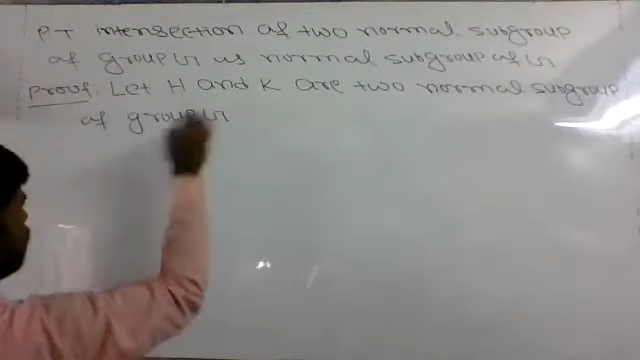 PT intersection of two normal subgroup
of group G is normal subgroup of G
Proof. Let H and K are two normal subgroup
of group G